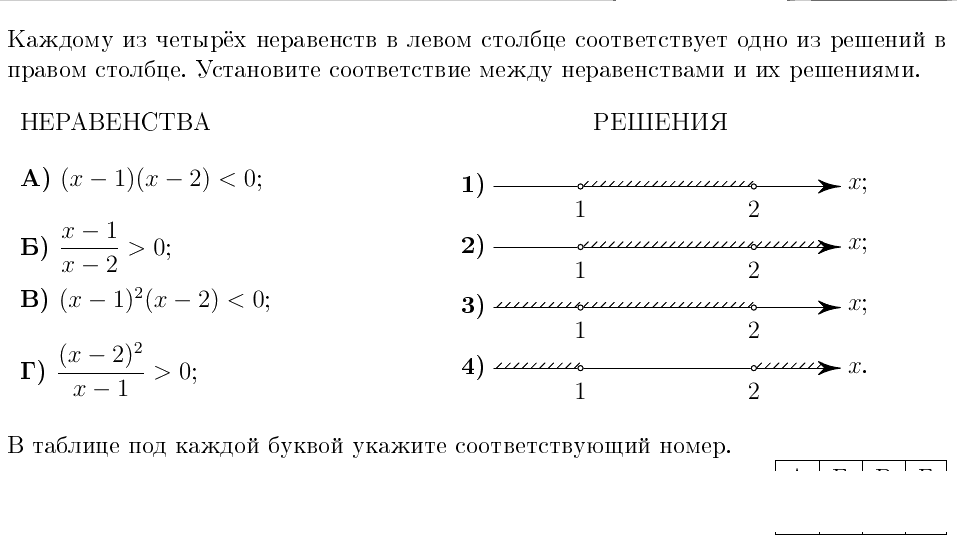 Каждому из четырёх неравенств в левом столбце соответствует одно из решений в
правом столбце. Установите соответствие между неравенствами и их решениями.
НЕРАВЕНСТВА
РЕШЕНИЯ
А) (x − 1)(x − 2) < 0;
1) x;
1 2
Б) (x − 1)/(x − 2) > 0;
2) x;
1 2
В) (x − 1)²(x − 2) < 0;
3) x;
1 2
Г) (x − 2)²/(x − 1) > 0;
4) x.
1 2
В таблице под каждой буквой укажите соответствующий номер.